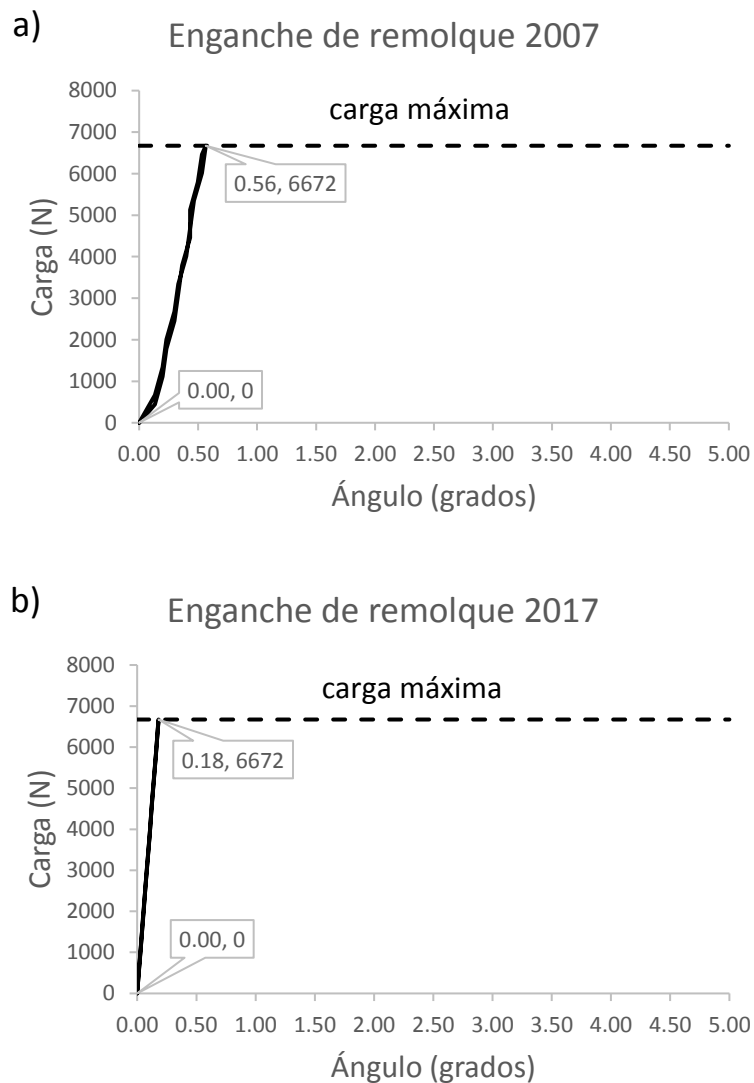 a)
Enganche de remolque 2007
8000
carga máxima
7000
6000
0.56, 6672
5000
4000
3000
2000
1000
0.00, 0
0
Carga (N)
0.00 0.50 1.00 1.50 2.00 2.50 3.00 3.50 4.00 4.50 5.00
Ángulo (grados)
b)
Enganche de remolque 2017
8000
carga máxima
7000
6000
0.18, 6672
5000
4000
3000
2000
1000
0.00, 0
0
Carga (N)
0.00 0.50 1.00 1.50 2.00 2.50 3.00 3.50 4.00 4.50 5.00
Ángulo (grados)